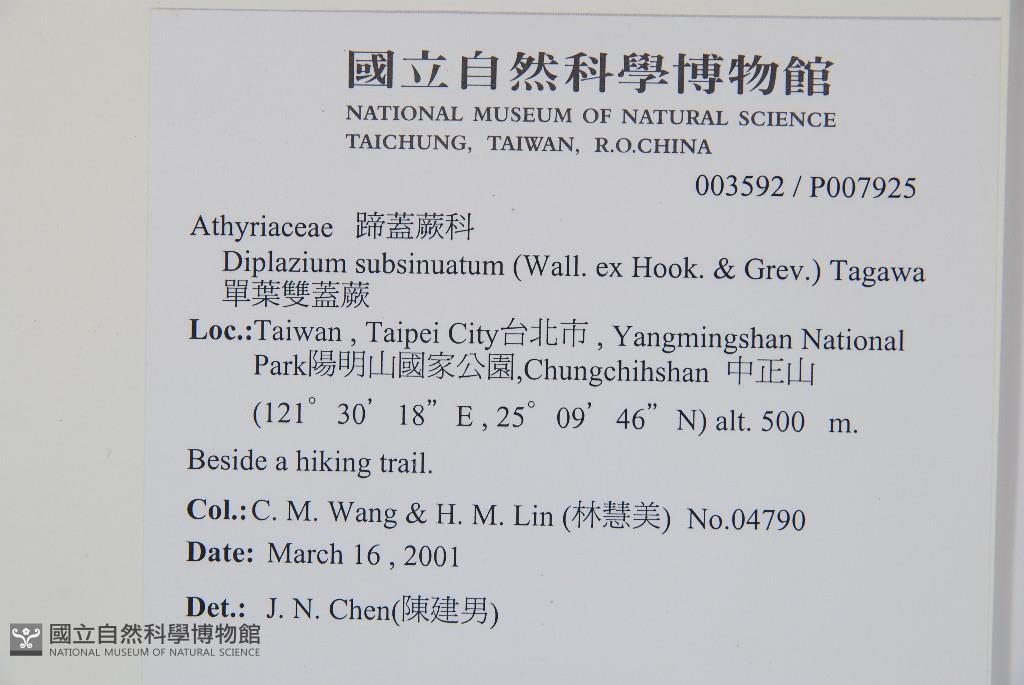 國立自然科學博物館
NATIONAL MUSEUM OF NATURAL SCIENCE
TAICHUNG, TAIWAN, R.O.CHINA
003592 / P007925
Athyriaceae 蹄蓋蕨科
Diplazium subsinuatum (Wall. ex Hook. & Grev.) Tagawa
單葉雙蓋蕨
Loc.:Taiwan , Taipei City台北市 , Yangmingshan National
Park陽明山國家公園,Chungchihshan 中正山
(121° 30′ 18” E , 25° 09′ 46” N) alt. 500 m.
Beside a hiking trail.
Col.:C. M. Wang & H. M. Lin (林慧美) No.04790
Date: March 16 , 2001
Det.: J. N. Chen(陳建男)
國立自然科學博物館
NATIONAL MUSEUM OF NATURAL SCIENCE